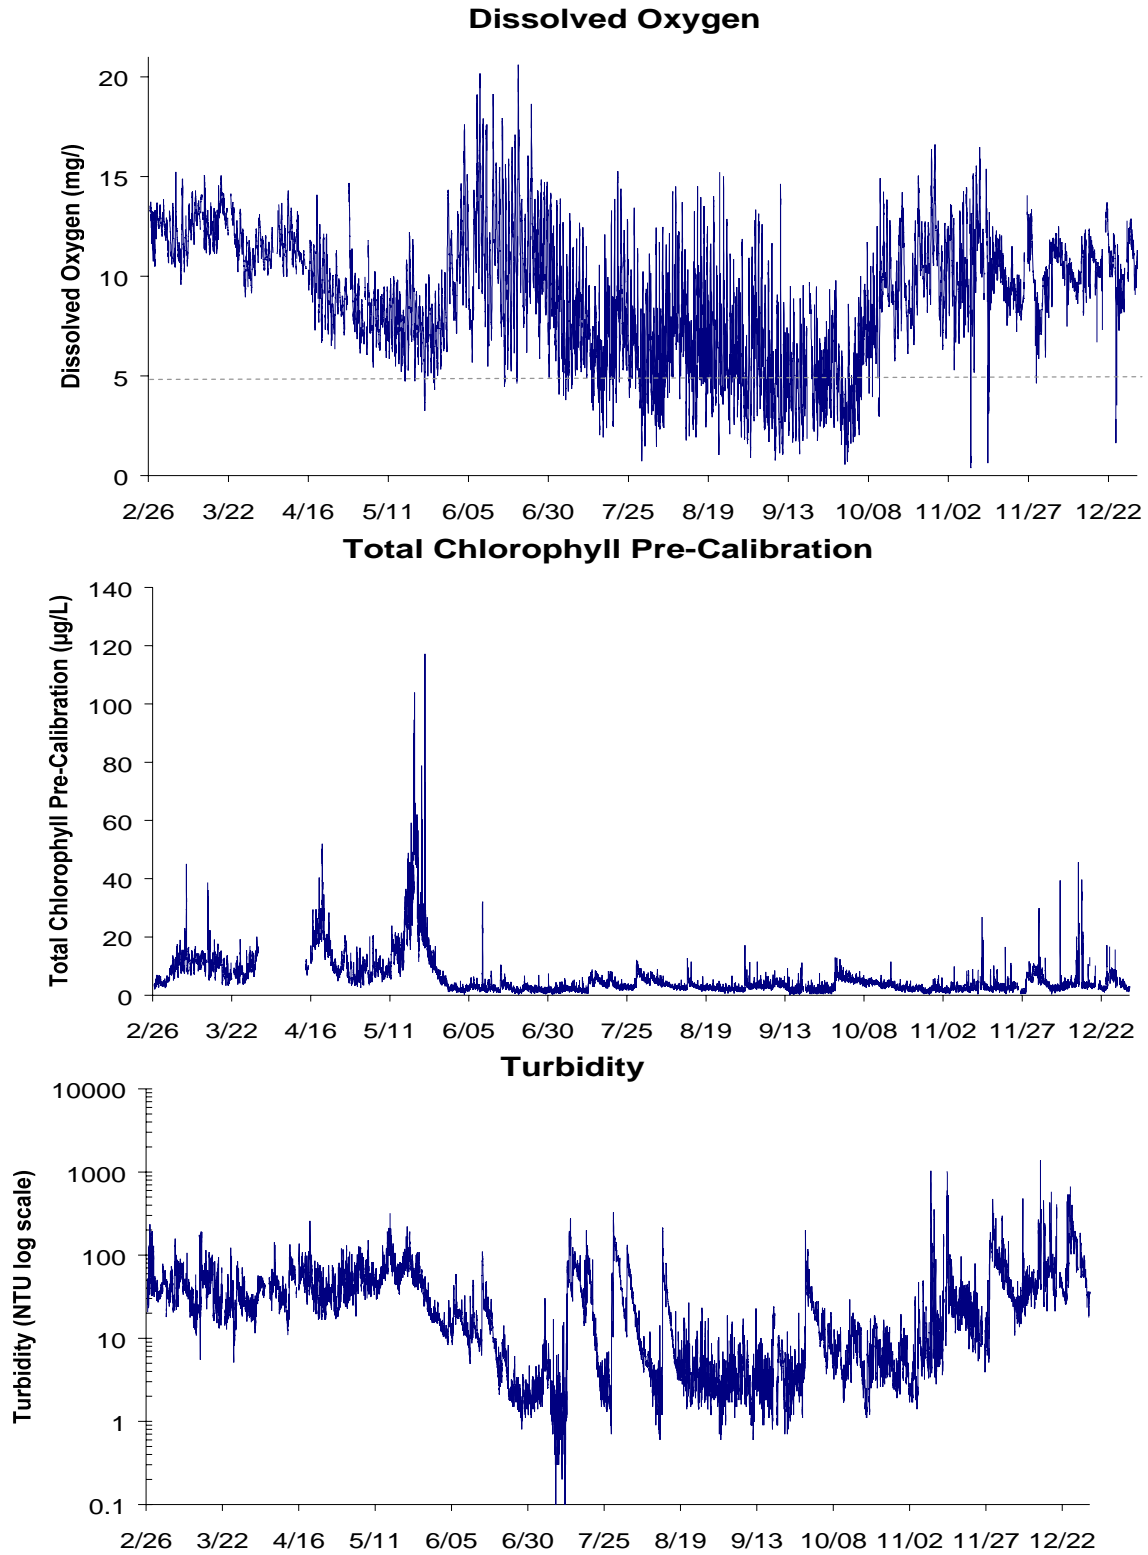 Dissolved Oxygen
Dissolved Oxygen (mg/)
20
15
10
5
0
2/26 3/22 4/16 5/11 6/05 6/30 7/25 8/19 9/13 10/08 11/02 11/27 12/22
Total Chlorophyll Pre-Calibration
Total Chlorophyll Pre-Calibration (µg/L)
140
120
100
80
60
40
20
0
2/26 3/22 4/16 5/11 6/05 6/30 7/25 8/19 9/13 10/08 11/02 11/27 12/22
Turbidity
Turbidity (NTU log scale)
10000
1000
100
10
1
0.1
2/26 3/22 4/16 5/11 6/05 6/30 7/25 8/19 9/13 10/08 11/02 11/27 12/22